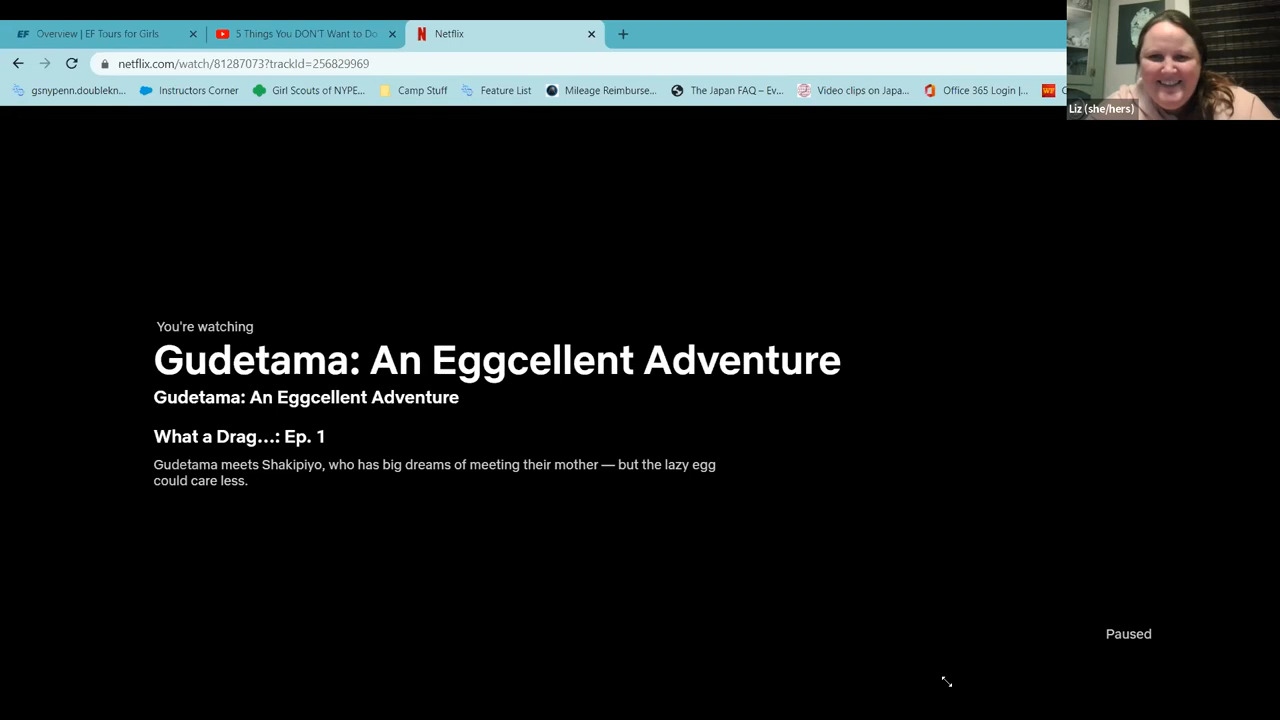 EF Overview | EF Tours for Girls
5 Things You DON'T Want to Do
Netflix
netflix.com/watch/81287073?trackId=256829969
gsnypenn.doublekn...
Instructors Corner
Girl Scouts of NYPE...
Camp Stuff
Feature List
Mileage Reimburse...
The Japan FAQ – Ev...
Video clips on Japa...
Office 365 Login |...
WF
Liz (she/hers)
You're watching
Gudetama: An Eggcellent Adventure
Gudetama: An Eggcellent Adventure
What a Drag...: Ep. 1
Gudetama meets Shakipiyo, who has big dreams of meeting their mother — but the lazy egg
could care less.
Paused